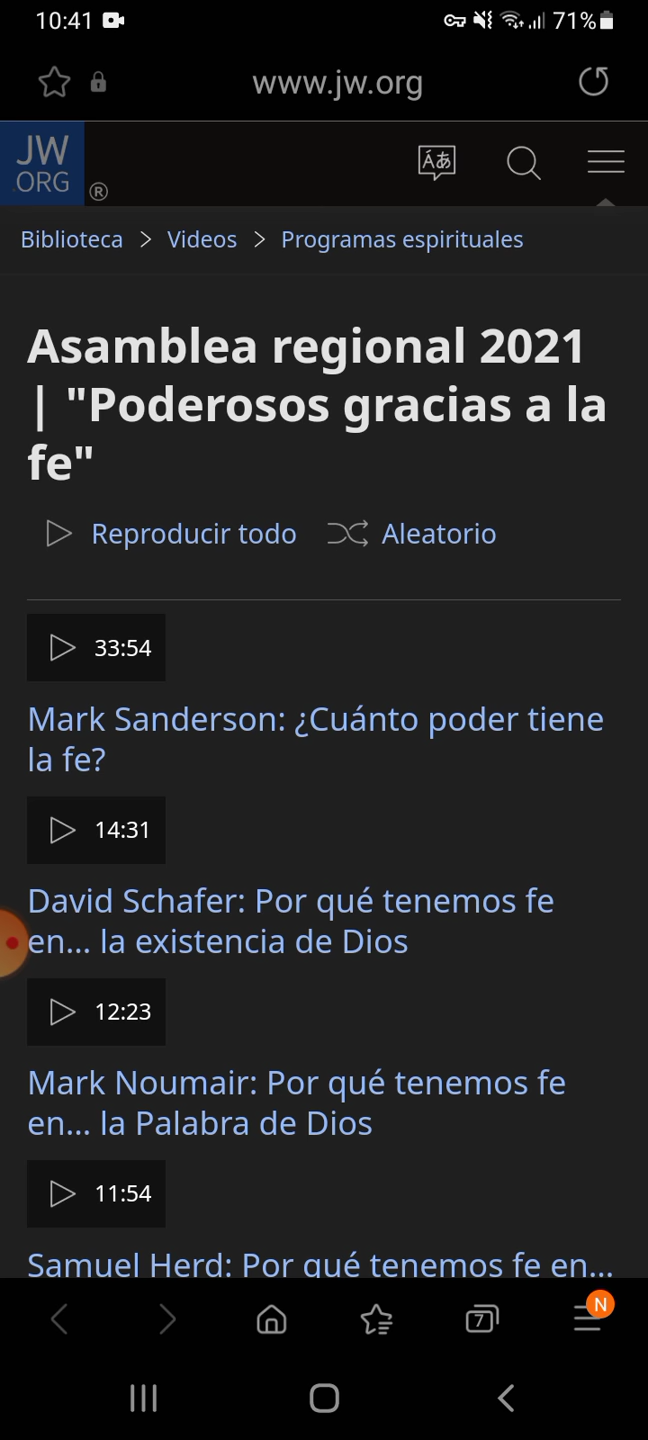 10:41
71%
www.jw.org
JW
.ORG
®
Áあ
Biblioteca > Videos > Programas espirituales
Asamblea regional 2021
| "Poderosos gracias a la
fe"
Reproducir todo
Aleatorio
33:54
Mark Sanderson: ¿Cuánto poder tiene
la fe?
14:31
David Schafer: Por qué tenemos fe
en... la existencia de Dios
12:23
Mark Noumair: Por qué tenemos fe
en... la Palabra de Dios
11:54
Samuel Herd: Por qué tenemos fe en...
7
N